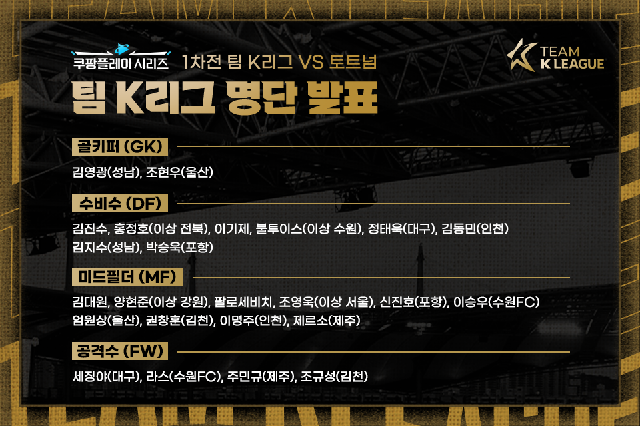 쿠팡플레이 시리즈 1차전 팀 K리그 VS 토트넘
TEAM
K LEAGUE
팀 K리그 명단 발표
골키퍼 (GK)
김영광(성남), 조현우(울산)
수비수 (DF)
김진수, 홍정호(이상 전북), 이기제, 불투이스(이상 수원), 정태욱(대구), 김동민(인천)
김지수(성남), 박승욱(포항)
미드필더 (MF)
김대원, 양현준(이상 강원), 팔로세비치, 조영욱(이상 서울), 신진호(포항), 이승우(수원FC)
엄원상(울산), 권창훈(김천), 이명주(인천), 제르소(제주)
공격수 (FW)
세징야(대구), 라스(수원FC), 주민규(제주), 조규성(김천)